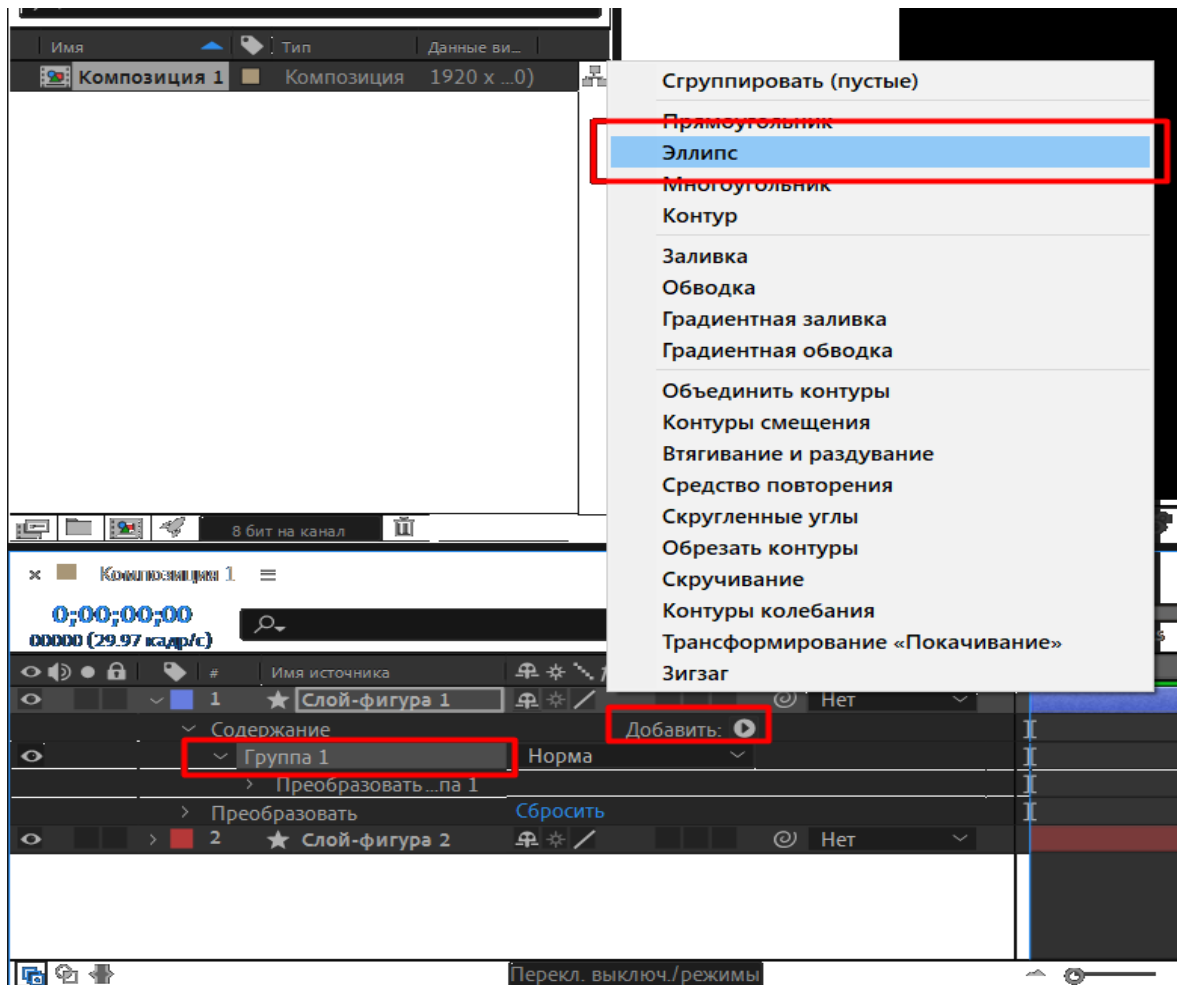 Имя Тип Данные ви...
Композиция 1 Композиция 1920 x ...0)
Сгруппировать (пустые)
Прямоугольник
Эллипс
Многоугольник
Контур
Заливка
Обводка
Градиентная заливка
Градиентная обводка
Объединить контуры
Контуры смещения
Втягивание и раздувание
Средство повторения
Скругленные углы
Обрезать контуры
Скручивание
Контуры колебания
Трансформирование «Покачивание»
Зигзаг
8 бит на канал
Композиция 1
0;00;00;00
00000 (29.97 кадр/с)
# Имя источника
1 Слой-фигура 1 Нет
Содержание Добавить:
Группа 1 Норма
Преобразовать ...па 1
Преобразовать Сбросить
2 Слой-фигура 2 Нет
Перекл. выключ./режимы